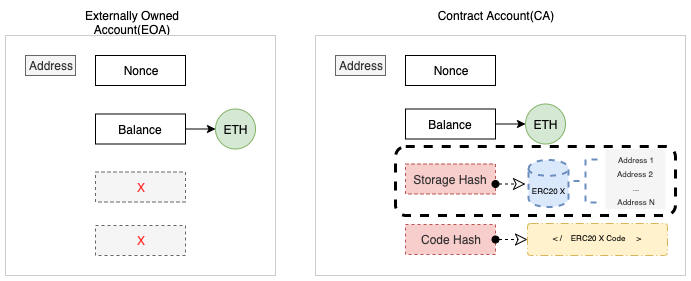 Externally Owned
Account(EOA)
Contract Account(CA)
Address
Nonce
Balance
ETH
X
X
Address
Nonce
Balance
ETH
Storage Hash
ERC20 X
Address 1
Address 2
...
Address N
Code Hash
</ ERC20 X Code >